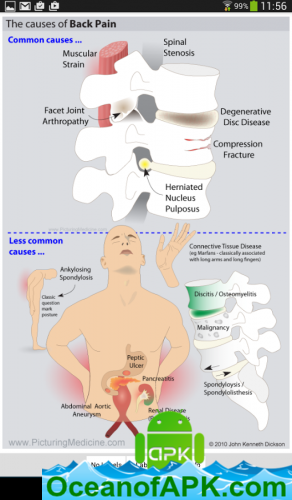 99% 11:56
The causes of Back Pain
Common causes ...
Spinal
Stenosis
Muscular
Strain
Facet Joint
Arthropathy
Degenerative
Disc Disease
Compression
Fracture
Herniated
Nucleus
Pulposus
Less common
causes ...
Connective Tissue Disease
(eg Marfans - classically associated
with long arms and long fingers)
Ankylosing
Spondylosis
Classic
question
mark
posture
Discitis / Osteomyelitis
Malignancy
Peptic
Ulcer
Pancreatitis
Spondyloysis /
Spondylolisthesis
Abdominal Aortic
Aneurysm
Renal Disease
www.PicturingMedicine.com
© 2010 John Kenneth Dickson
apk
OceanofAPK.com